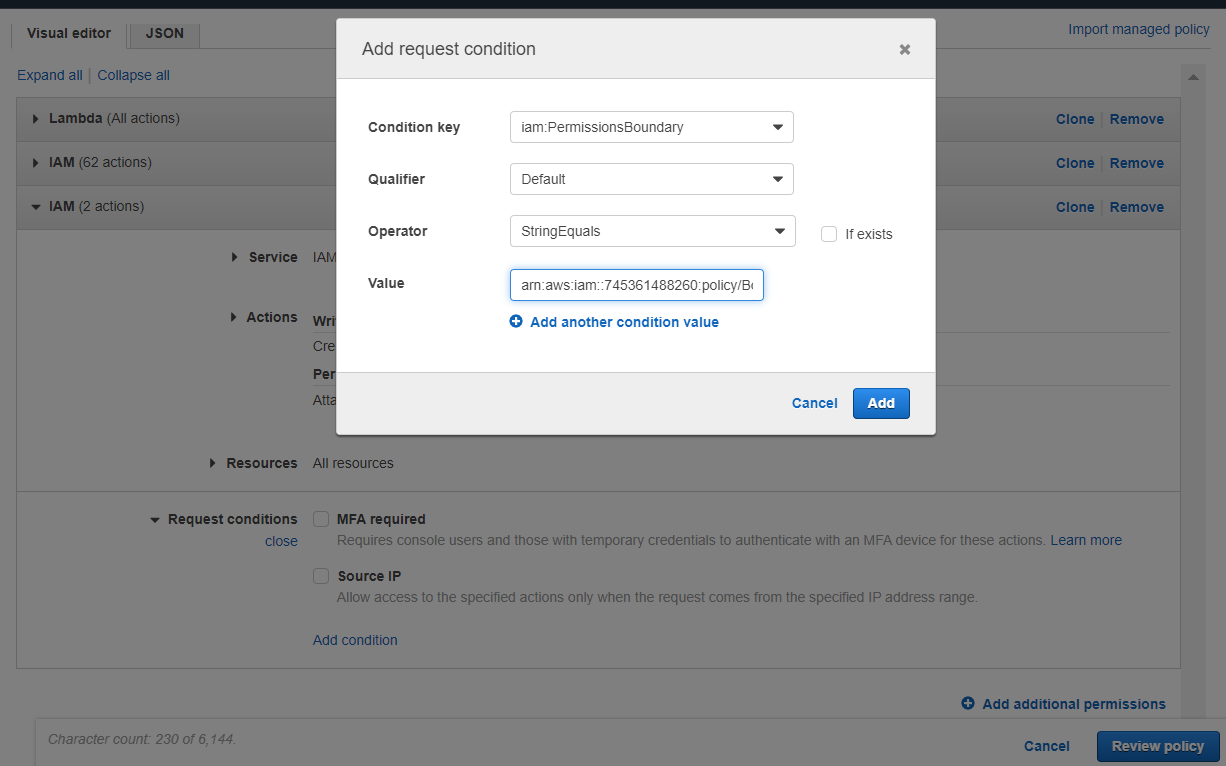 Visual editor
JSON
Import managed policy
Expand all
Collapse all
Lambda (All actions)
Clone
Remove
IAM (62 actions)
Clone
Remove
IAM (2 actions)
Clone
Remove
Service
IAM
Actions
Resources
All resources
Request conditions
close
MFA required
Requires console users and those with temporary credentials to authenticate with an MFA device for these actions. Learn more
Source IP
Allow access to the specified actions only when the request comes from the specified IP address range.
Add condition
Add additional permissions
Character count: 230 of 6,144.
Cancel
Review policy
Add request condition
Condition key
iam:PermissionsBoundary
Qualifier
Default
Operator
StringEquals
If exists
Value
arn:aws:iam::745361488260:policy/B
Add another condition value
Cancel
Add